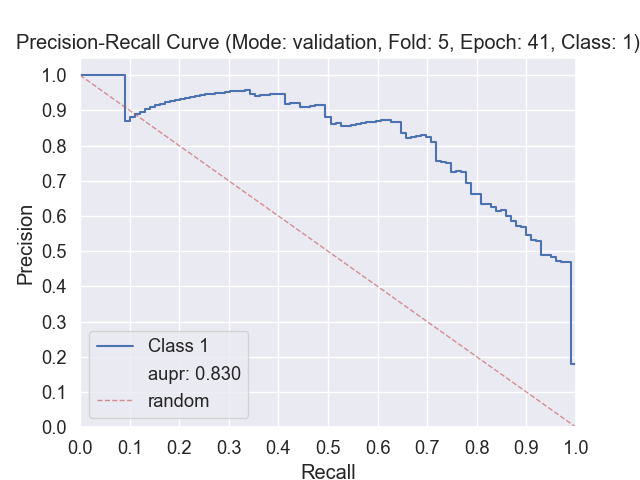 Precision-Recall Curve (Mode: validation, Fold: 5, Epoch: 41, Class: 1)
1.0
0.9
0.8
0.7
0.6
0.5
0.4
0.3
0.2
0.1
0.0
Precision
Class 1
aupr: 0.830
random
0.0 0.1 0.2 0.3 0.4 0.5 0.6 0.7 0.8 0.9 1.0
Recall